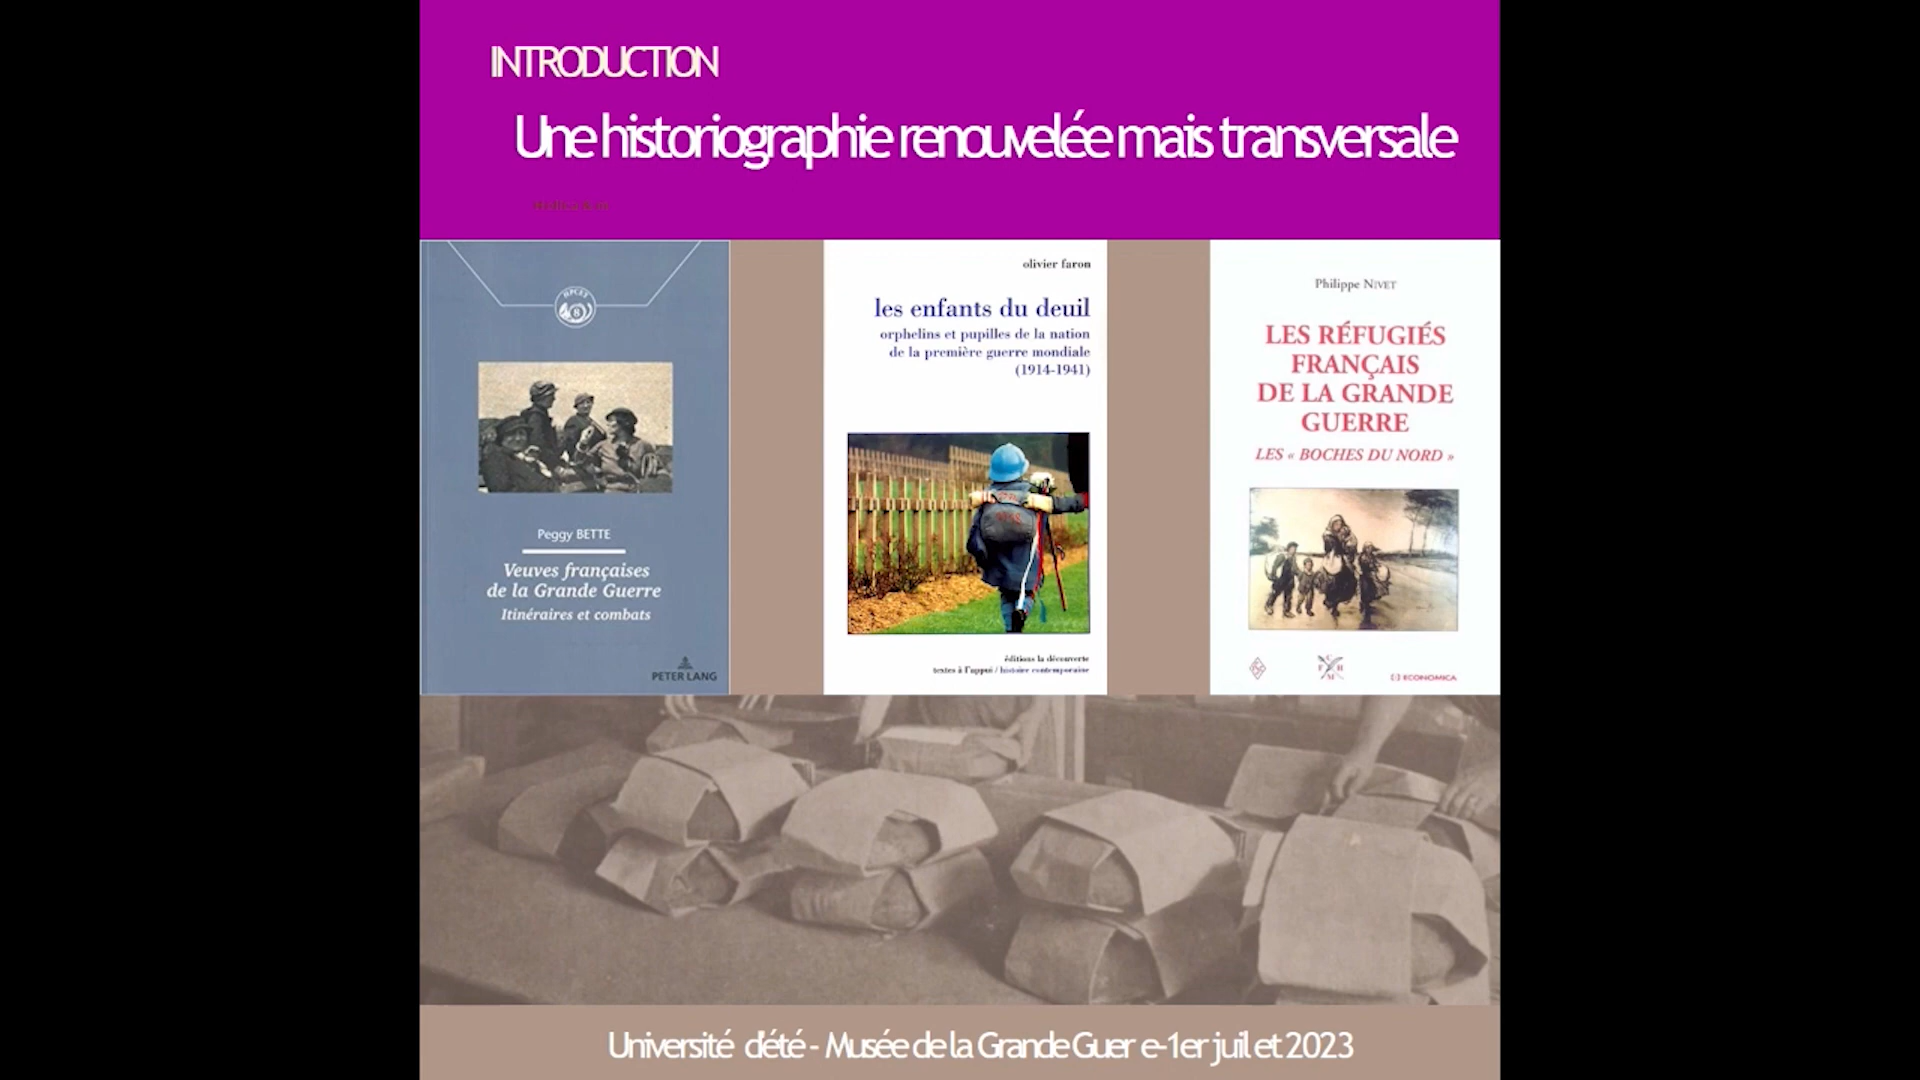 INTRODUCTION
Une historiographie renouvelée mais transversale
HPCET
8
Peggy BETTE
Veuves françaises
de la Grande Guerre
Itinéraires et combats
PETER LANG
olivier faron
les enfants du deuil
orphelins et pupilles de la nation
de la première guerre mondiale
(1914-1941)
éditions la découverte
textes à l'appui / histoire contemporaine
Philippe NIVET
LES RÉFUGIÉS
FRANÇAIS
DE LA GRANDE
GUERRE
LES « BOCHES DU NORD »
ECONOMICA
Université d'été - Musée de la Grande Guer e-1er juil et 2023